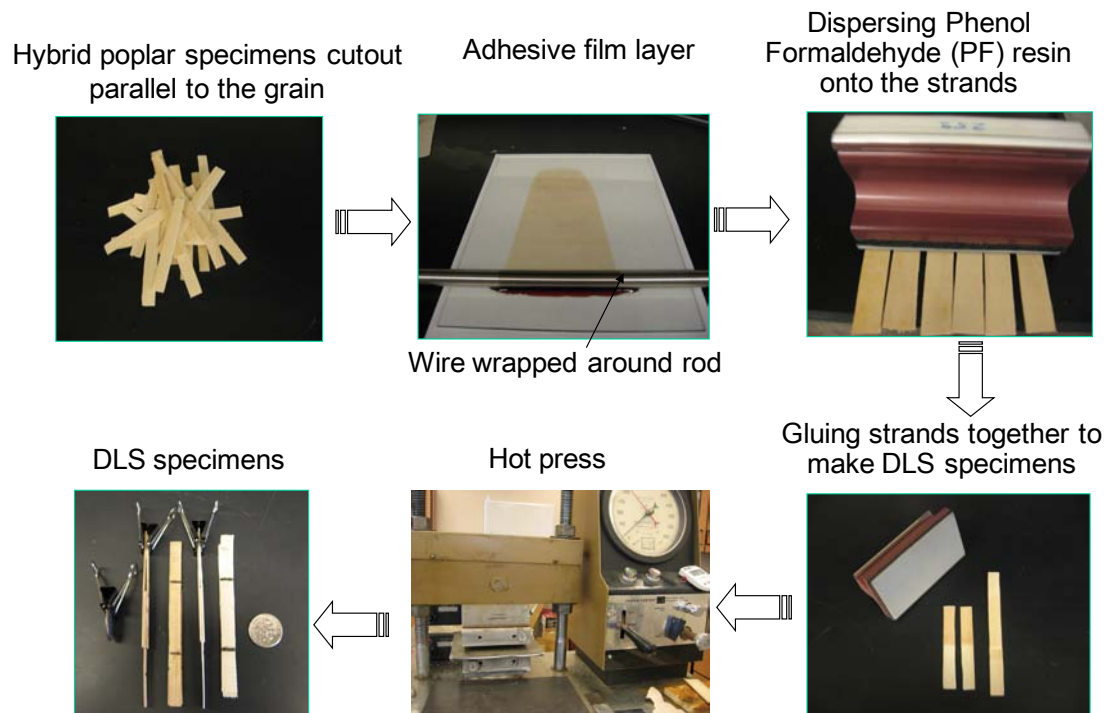 Hybrid poplar specimens cutout
parallel to the grain
Adhesive film layer
Dispersing Phenol
Formaldehyde (PF) resin
onto the strands
Wire wrapped around rod
Gluing strands together to
make DLS specimens
Hot press
DLS specimens